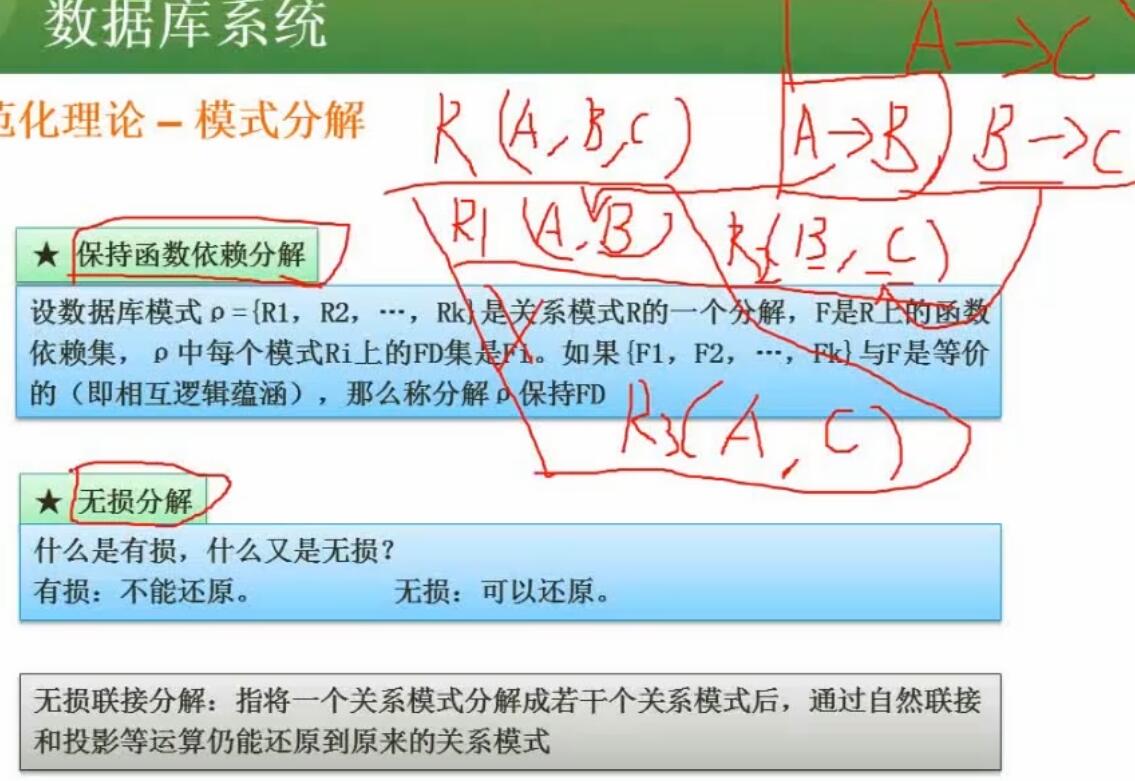 数据库系统
A→C
范化理论－模式分解
R(A,B,C)
A→B B→C
R1(A,B)
R2(B,C)
★ 保持函数依赖分解
设数据库模式ρ={R1，R2，…，Rk}是关系模式R的一个分解，F是R上的函数
依赖集，ρ中每个模式Ri上的FD集是Fi。如果{F1，F2，…，Fk}与F是等价
的（即相互逻辑蕴涵），那么称分解ρ保持FD
R3(A,C)
★ 无损分解
什么是有损，什么又是无损？
有损：不能还原。 无损：可以还原。
无损联接分解：指将一个关系模式分解成若干个关系模式后，通过自然联接
和投影等运算仍能还原到原来的关系模式